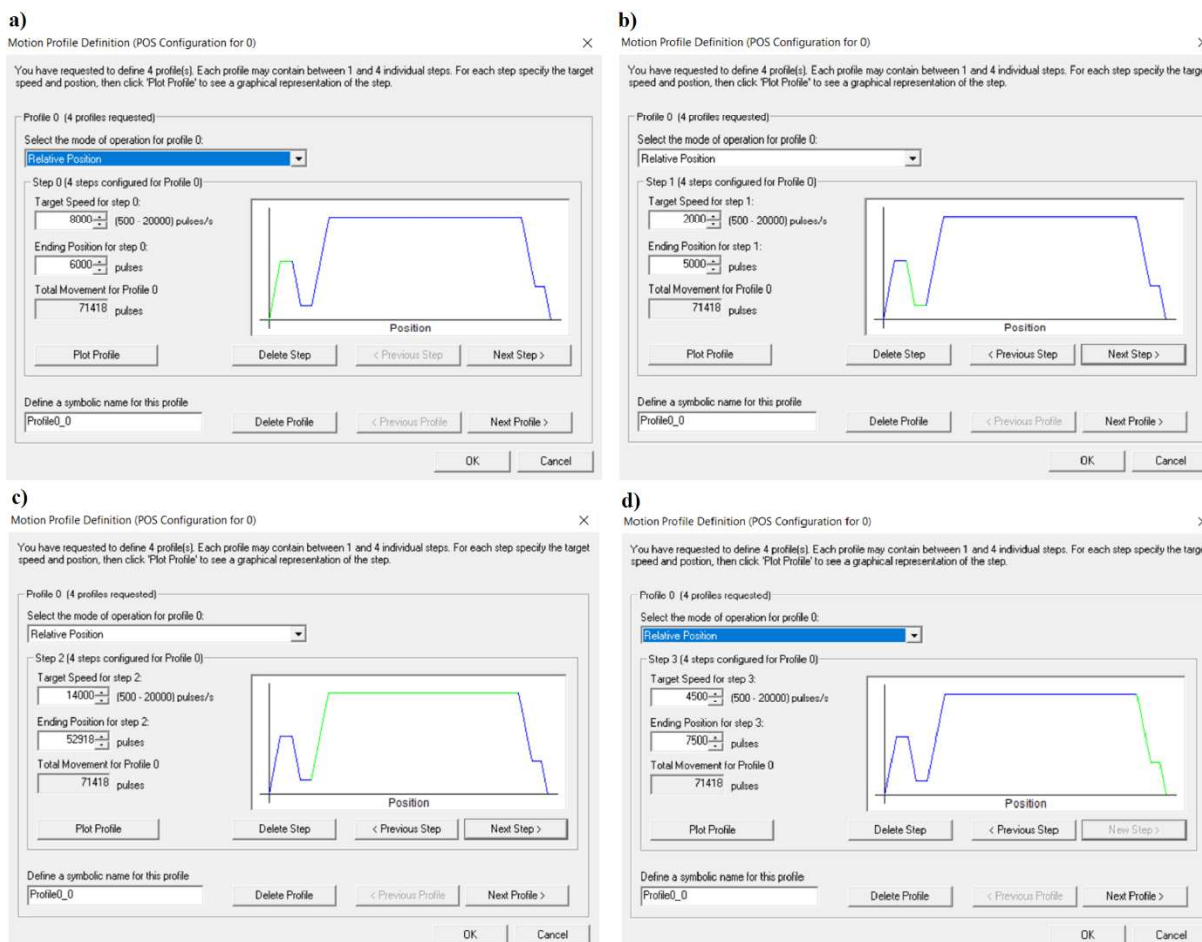 a)
Motion Profile Definition (POS Configuration for 0)
You have requested to define 4 profile(s). Each profile may contain between 1 and 4 individual steps. For each step specify the target
speed and postion, then click 'Plot Profile' to see a graphical representation of the step.
Profile 0 (4 profiles requested)
Select the mode of operation for profile 0:
Relative Position
Step 0 (4 steps configured for Profile 0)
Target Speed for step 0:
8000 (500 - 20000) pulses/s
Ending Position for step 0:
6000 pulses
Total Movement for Profile 0
71418 pulses
Position
Plot Profile Delete Step < Previous Step Next Step >
Define a symbolic name for this profile
Profile0_0 Delete Profile < Previous Profile Next Profile >
OK Cancel
b)
Motion Profile Definition (POS Configuration for 0)
You have requested to define 4 profile(s). Each profile may contain between 1 and 4 individual steps. For each step specify the target
speed and postion, then click 'Plot Profile' to see a graphical representation of the step.
Profile 0 (4 profiles requested)
Select the mode of operation for profile 0:
Relative Position
Step 1 (4 steps configured for Profile 0)
Target Speed for step 1:
2000 (500 - 20000) pulses/s
Ending Position for step 1:
5000 pulses
Total Movement for Profile 0
71418 pulses
Position
Plot Profile Delete Step < Previous Step Next Step >
Define a symbolic name for this profile
Profile0_0 Delete Profile < Previous Profile Next Profile >
OK Cancel
c)
Motion Profile Definition (POS Configuration for 0)
You have requested to define 4 profile(s). Each profile may contain between 1 and 4 individual steps. For each step specify the target
speed and postion, then click 'Plot Profile' to see a graphical representation of the step.
Profile 0 (4 profiles requested)
Select the mode of operation for profile 0:
Relative Position
Step 2 (4 steps configured for Profile 0)
Target Speed for step 2:
14000 (500 - 20000) pulses/s
Ending Position for step 2:
52918 pulses
Total Movement for Profile 0
71418 pulses
Position
Plot Profile Delete Step < Previous Step Next Step >
Define a symbolic name for this profile
Profile0_0 Delete Profile < Previous Profile Next Profile >
OK Cancel
d)
Motion Profile Definition (POS Configuration for 0)
You have requested to define 4 profile(s). Each profile may contain between 1 and 4 individual steps. For each step specify the target
speed and postion, then click 'Plot Profile' to see a graphical representation of the step.
Profile 0 (4 profiles requested)
Select the mode of operation for profile 0:
Relative Position
Step 3 (4 steps configured for Profile 0)
Target Speed for step 3:
4500 (500 - 20000) pulses/s
Ending Position for step 3:
7500 pulses
Total Movement for Profile 0
71418 pulses
Position
Plot Profile Delete Step < Previous Step New Step >
Define a symbolic name for this profile
Profile0_0 Delete Profile < Previous Profile Next Profile >
OK Cancel